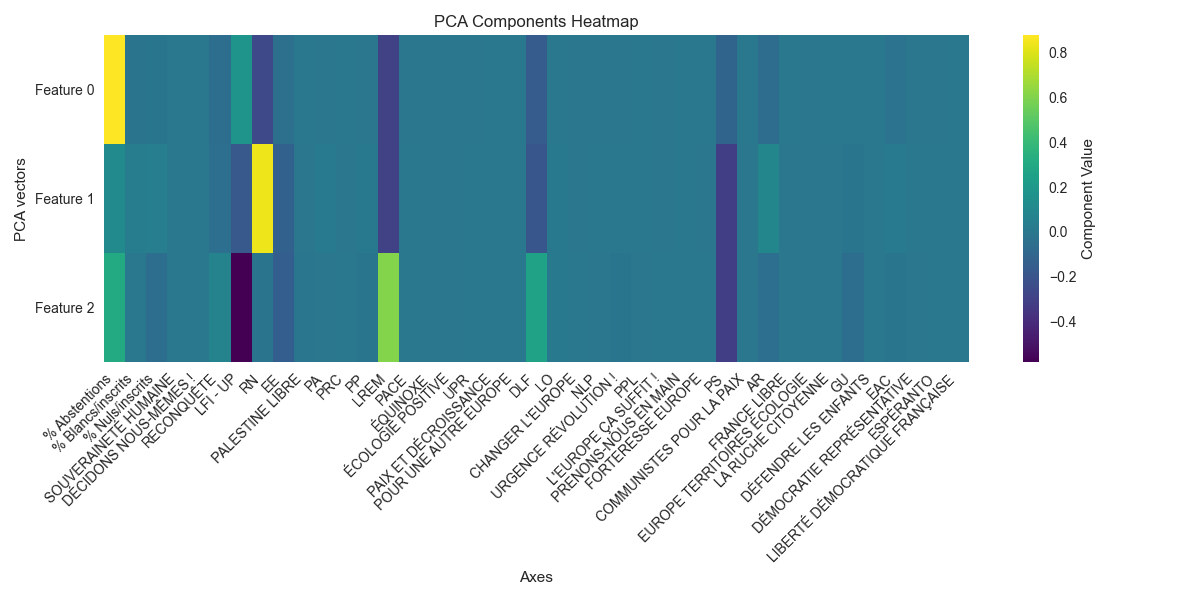 PCA Components Heatmap
PCA vectors
Feature 0
Feature 1
Feature 2
% Abstentions
% Blancs/inscrits
% Nuls/inscrits
SOUVERAINETÉ HUMAINE
DÉCIDONS NOUS-MÊMES !
RECONQUÊTE
LFI - UP
RN
EE
PALESTINE LIBRE
PA
PRC
PP
LREM
PACE
ÉQUINOXE
ÉCOLOGIE POSITIVE
UPR
PAIX ET DÉCROISSANCE
POUR UNE AUTRE EUROPE
DLF
LO
CHANGER L'EUROPE
NLP
URGENCE RÉVOLUTION !
PPL
L'EUROPE ÇA SUFFIT !
PRENONS-NOUS EN MAIN
FORTERESSE EUROPE
PS
COMMUNISTES POUR LA PAIX
AR
FRANCE LIBRE
EUROPE TERRITOIRES ÉCOLOGIE
LA RUCHE CITOYENNE
GU
DÉFENDRE LES ENFANTS
EAC
DÉMOCRATIE REPRÉSENTATIVE
ESPÉRANTO
LIBERTÉ DÉMOCRATIQUE FRANÇAISE
Axes
0.8
0.6
0.4
0.2
0.0
−0.2
−0.4
Component Value